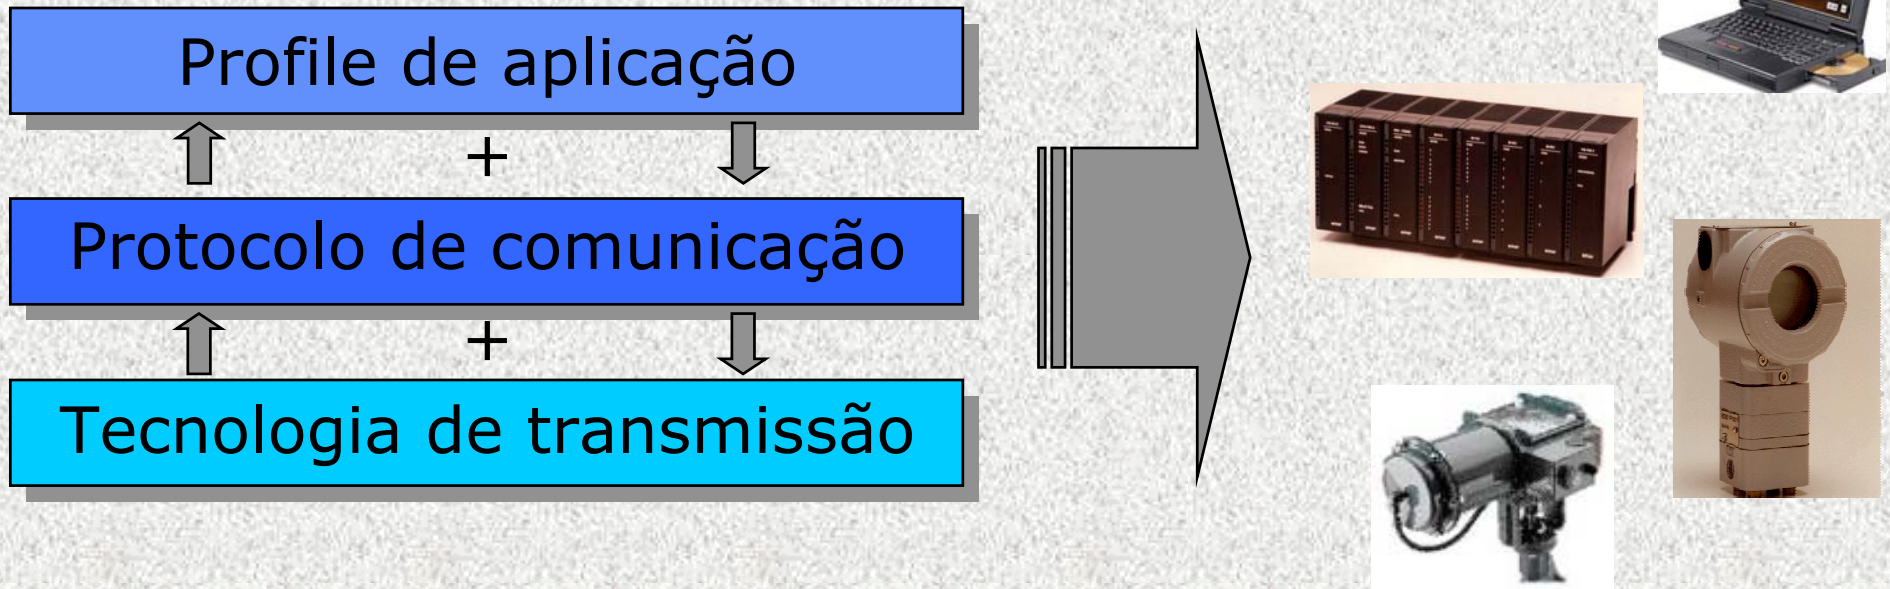 Profile de aplicação
+
Protocolo de comunicação
+
Tecnologia de transmissão